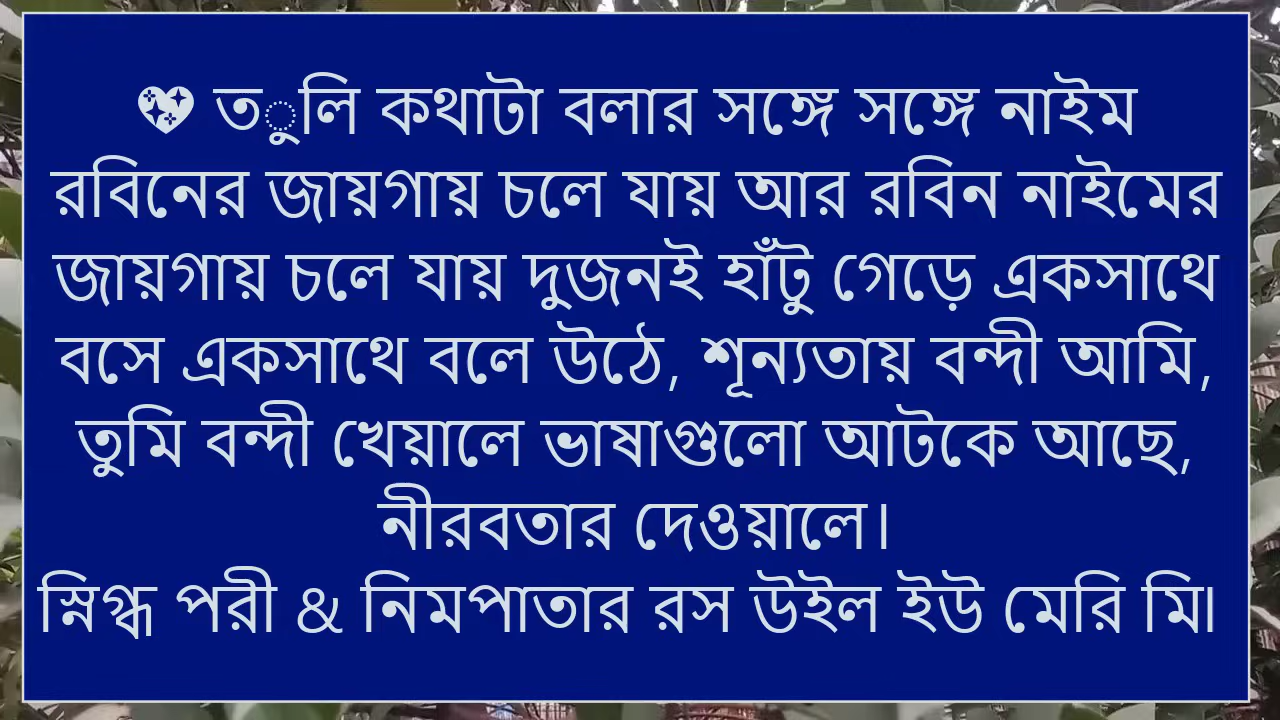 💖 তুলি কথাটা বলার সঙ্গে সঙ্গে নাইম
রবিনের জায়গায় চলে যায় আর রবিন নাইমের
জায়গায় চলে যায় দুজনই হাঁটু গেড়ে একসাথে
বসে একসাথে বলে উঠে, শূন্যতায় বন্দী আমি,
তুমি বন্দী খেয়ালে ভাষাগুলো আটকে আছে,
নীরবতার দেওয়ালে।
স্নিগ্ধ পরী & নিমপাতার রস উইল ইউ মেরি মি।